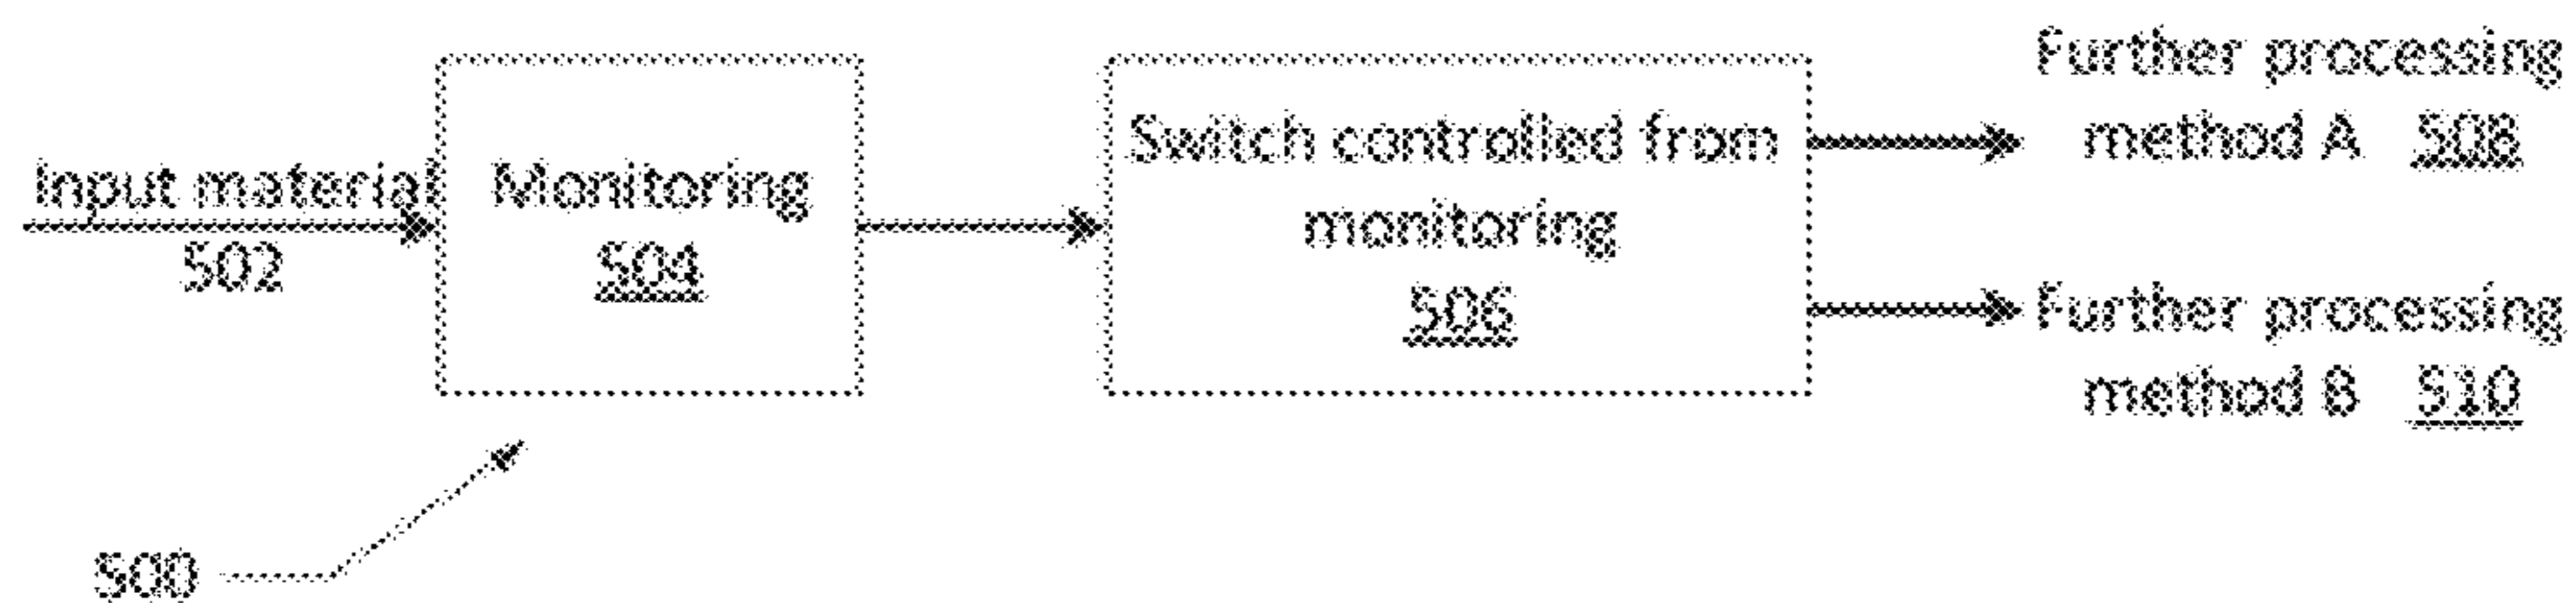 Input material
502
Monitoring
504
Switch controlled from
monitoring
506
Further processing
method A 508
Further processing
method B 510
500